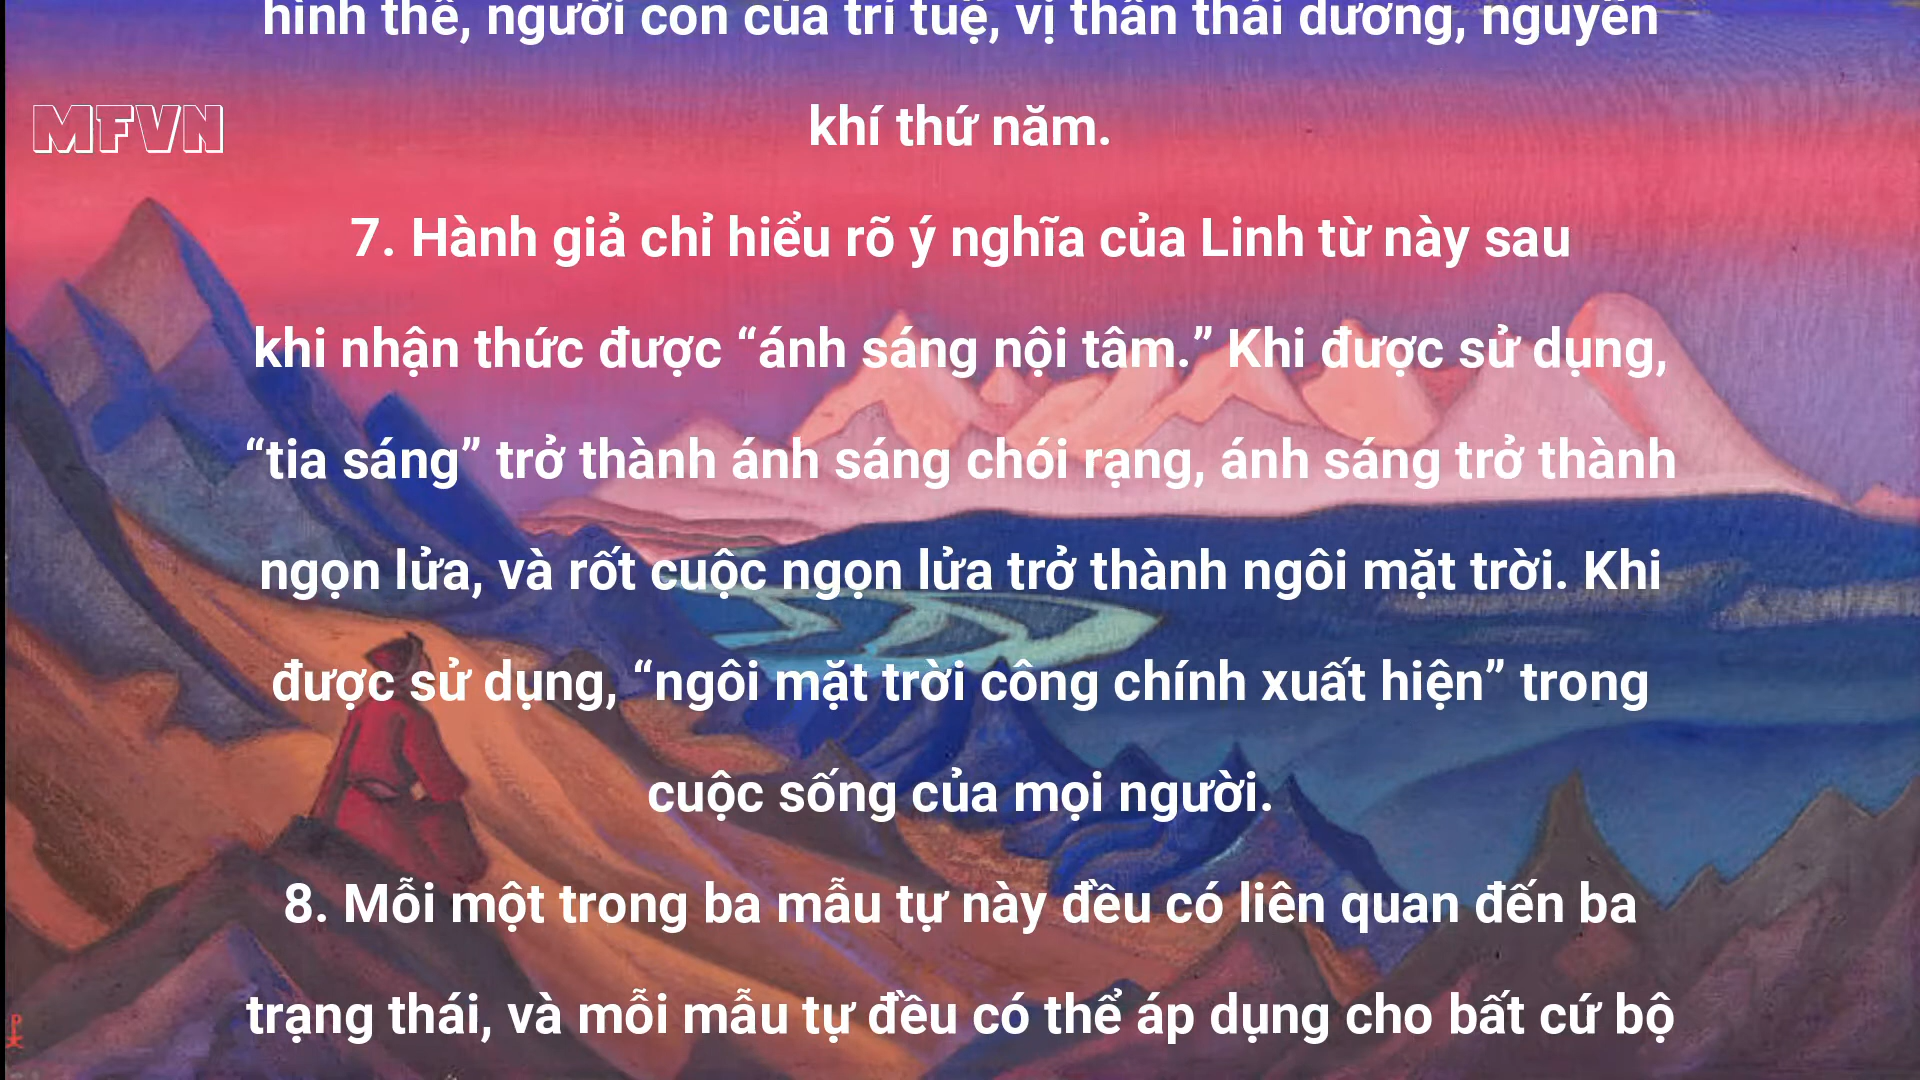 hình thể, người con của trí tuệ, vị thần thái dương, nguyên
khí thứ năm.
MFVN
7. Hành giả chỉ hiểu rõ ý nghĩa của Linh từ này sau
khi nhận thức được “ánh sáng nội tâm.” Khi được sử dụng,
“tia sáng” trở thành ánh sáng chói rạng, ánh sáng trở thành
ngọn lửa, và rốt cuộc ngọn lửa trở thành ngôi mặt trời. Khi
được sử dụng, “ngôi mặt trời công chính xuất hiện” trong
cuộc sống của mọi người.
8. Mỗi một trong ba mẫu tự này đều có liên quan đến ba
trạng thái, và mỗi mẫu tự đều có thể áp dụng cho bất cứ bộ